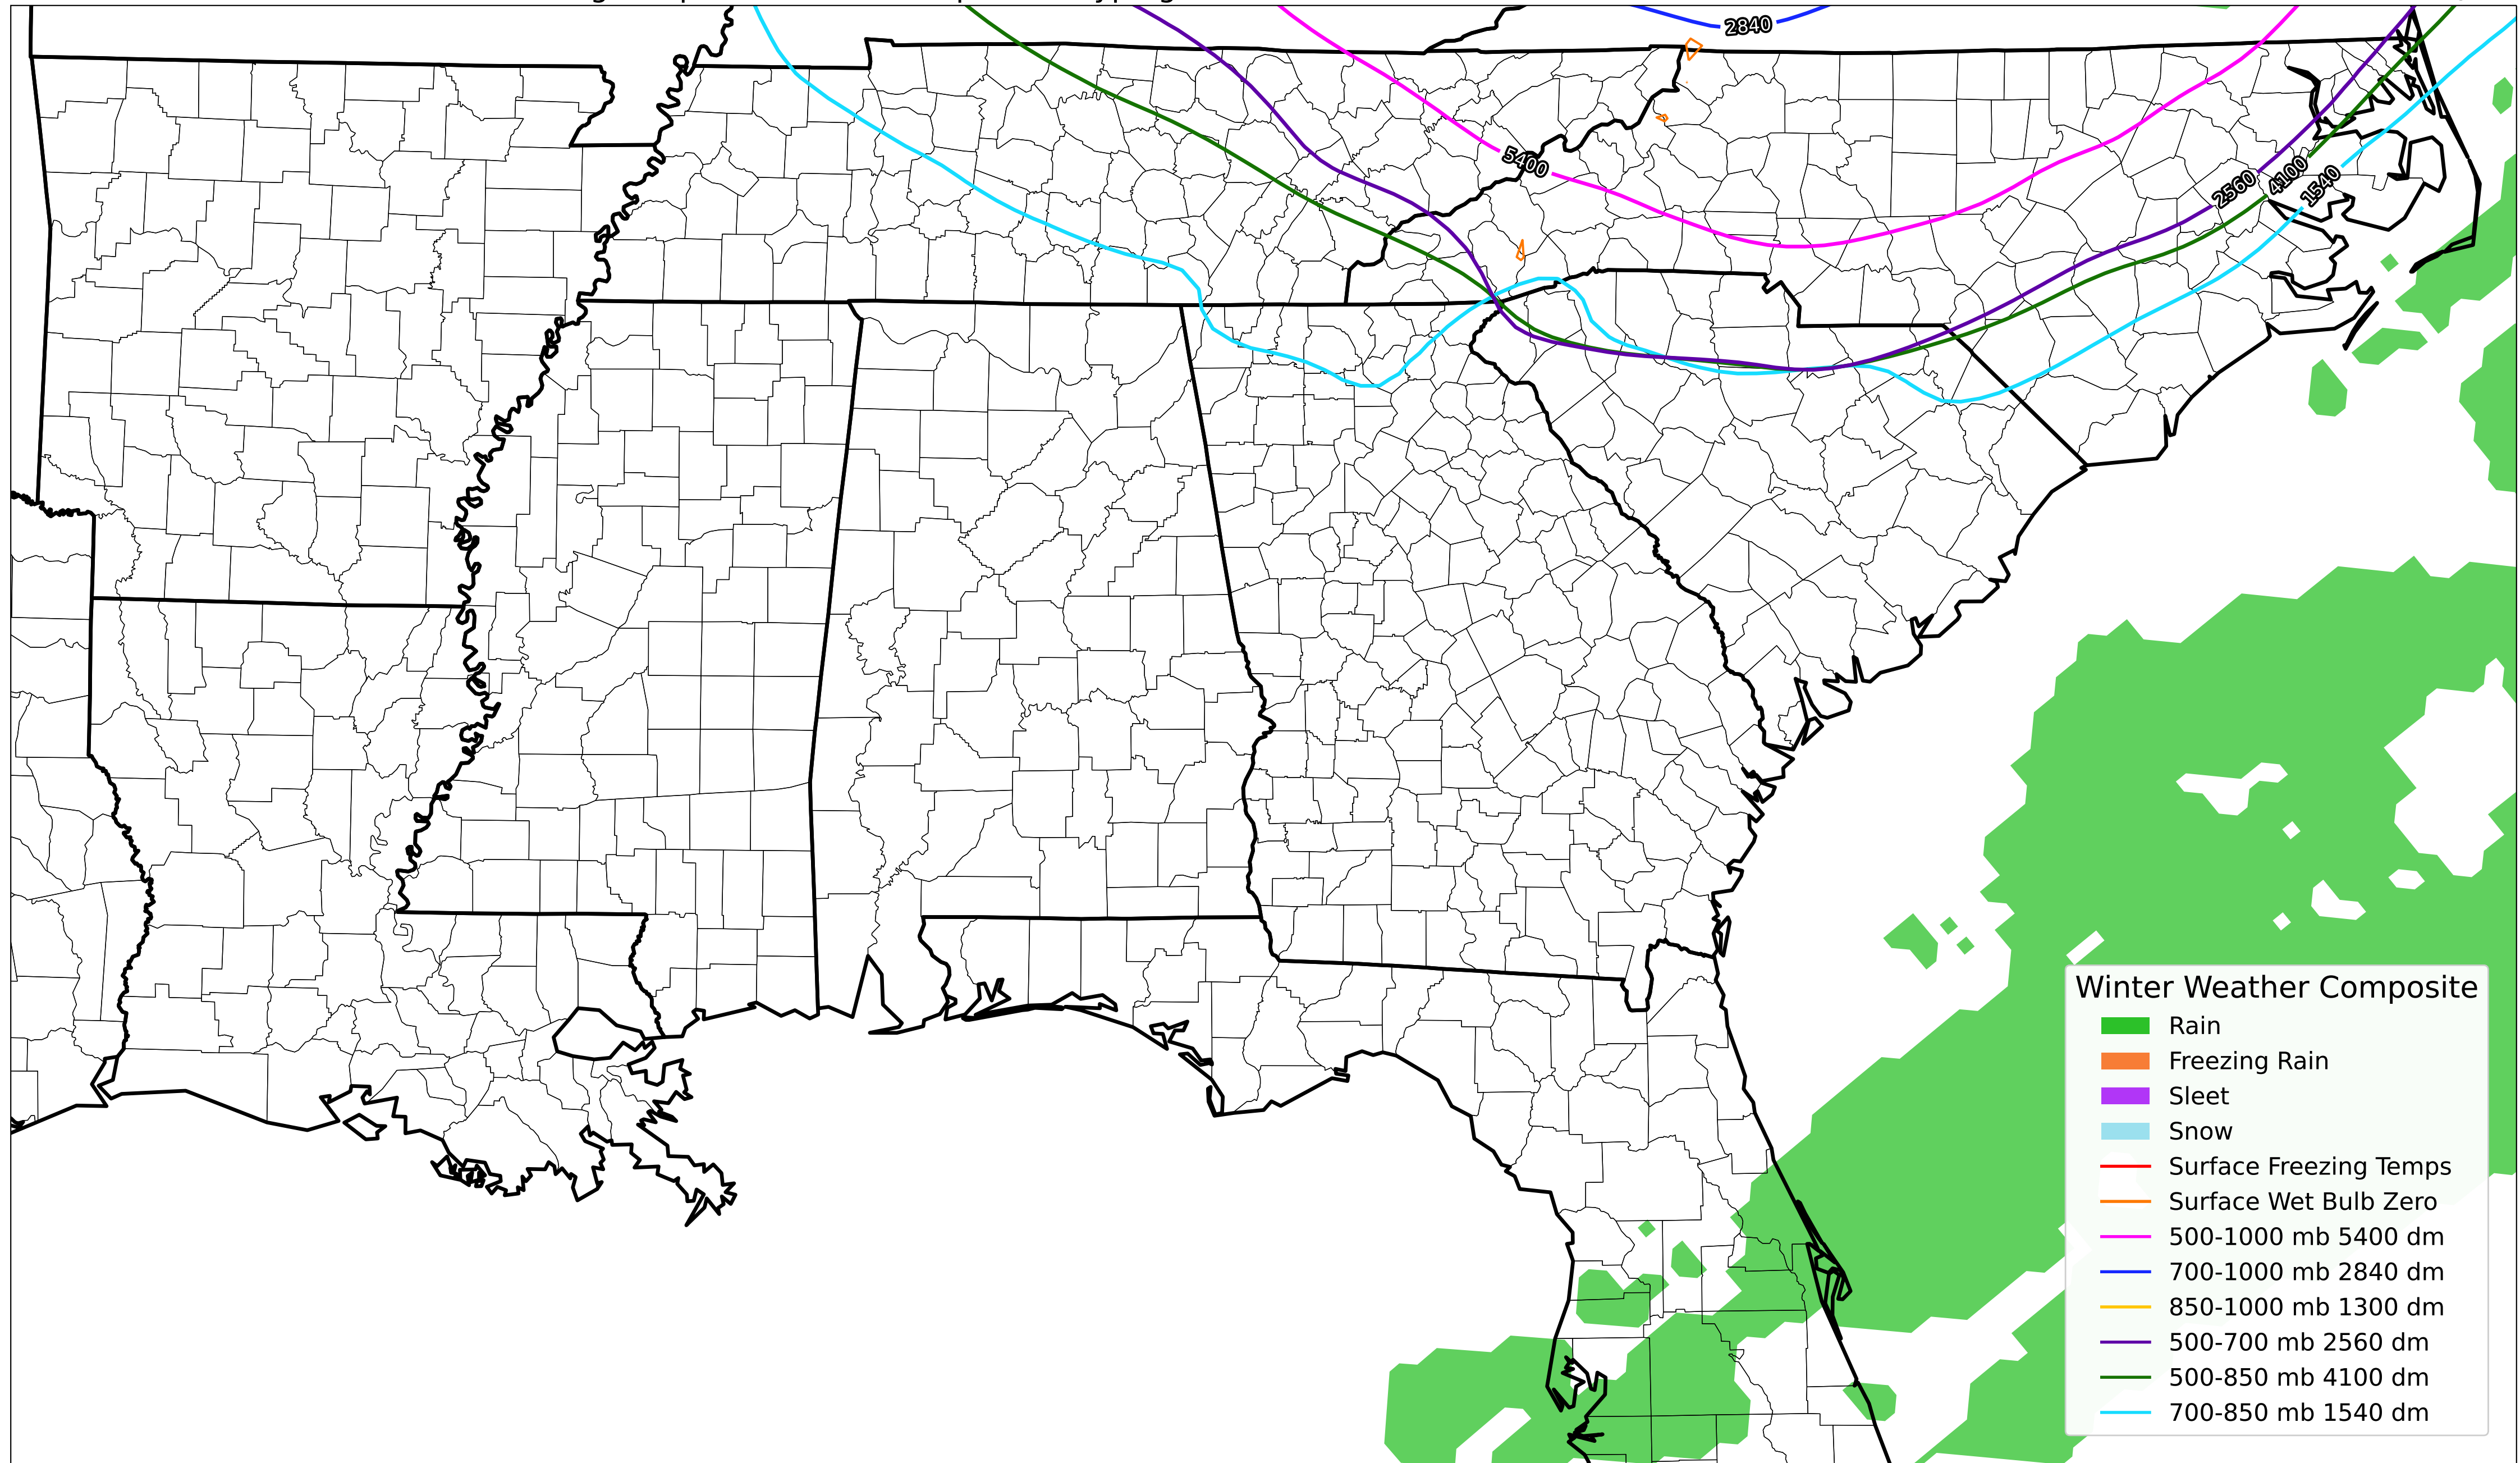 2840
5400
2560
4100
1540
Winter Weather Composite
Rain
Freezing Rain
Sleet
Snow
Surface Freezing Temps
Surface Wet Bulb Zero
500-1000 mb 5400 dm
700-1000 mb 2840 dm
850-1000 mb 1300 dm
500-700 mb 2560 dm
500-850 mb 4100 dm
700-850 mb 1540 dm